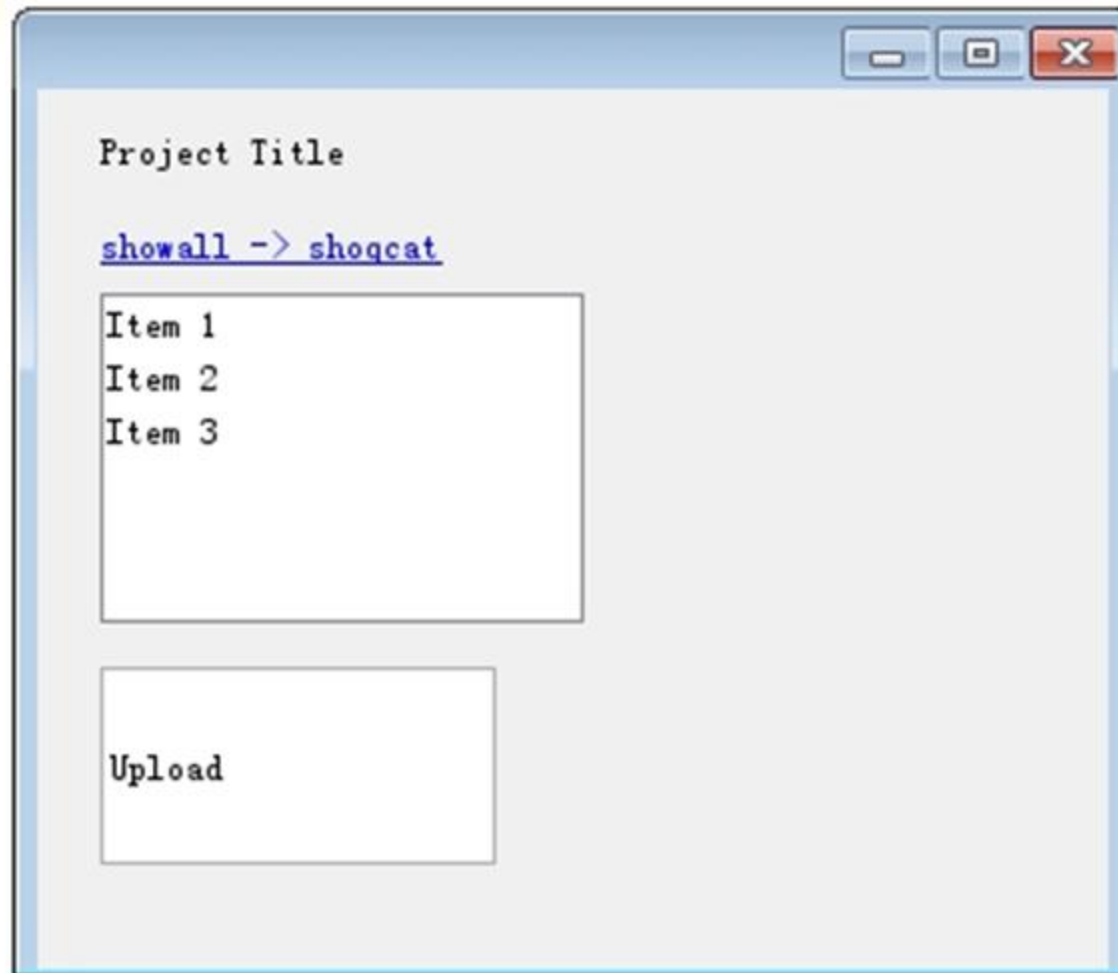 Project Title
showall -> shoqcat
Item 1
Item 2
Item 3
Upload